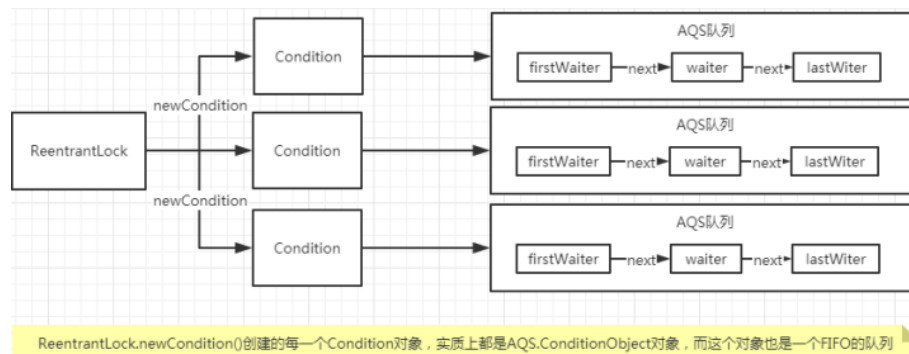 AQS队列
Condition
firstWaiter next waiter next lastWiter
newCondition
AQS队列
ReentrantLock
Condition
firstWaiter next waiter next lastWiter
newCondition
AQS队列
Condition
firstWaiter next waiter next lastWiter
ReentrantLock.newCondition()创建的每一个Condition对象，实质上都是AQS.ConditionObject对象，而这个对象也是一个FIFO的队列